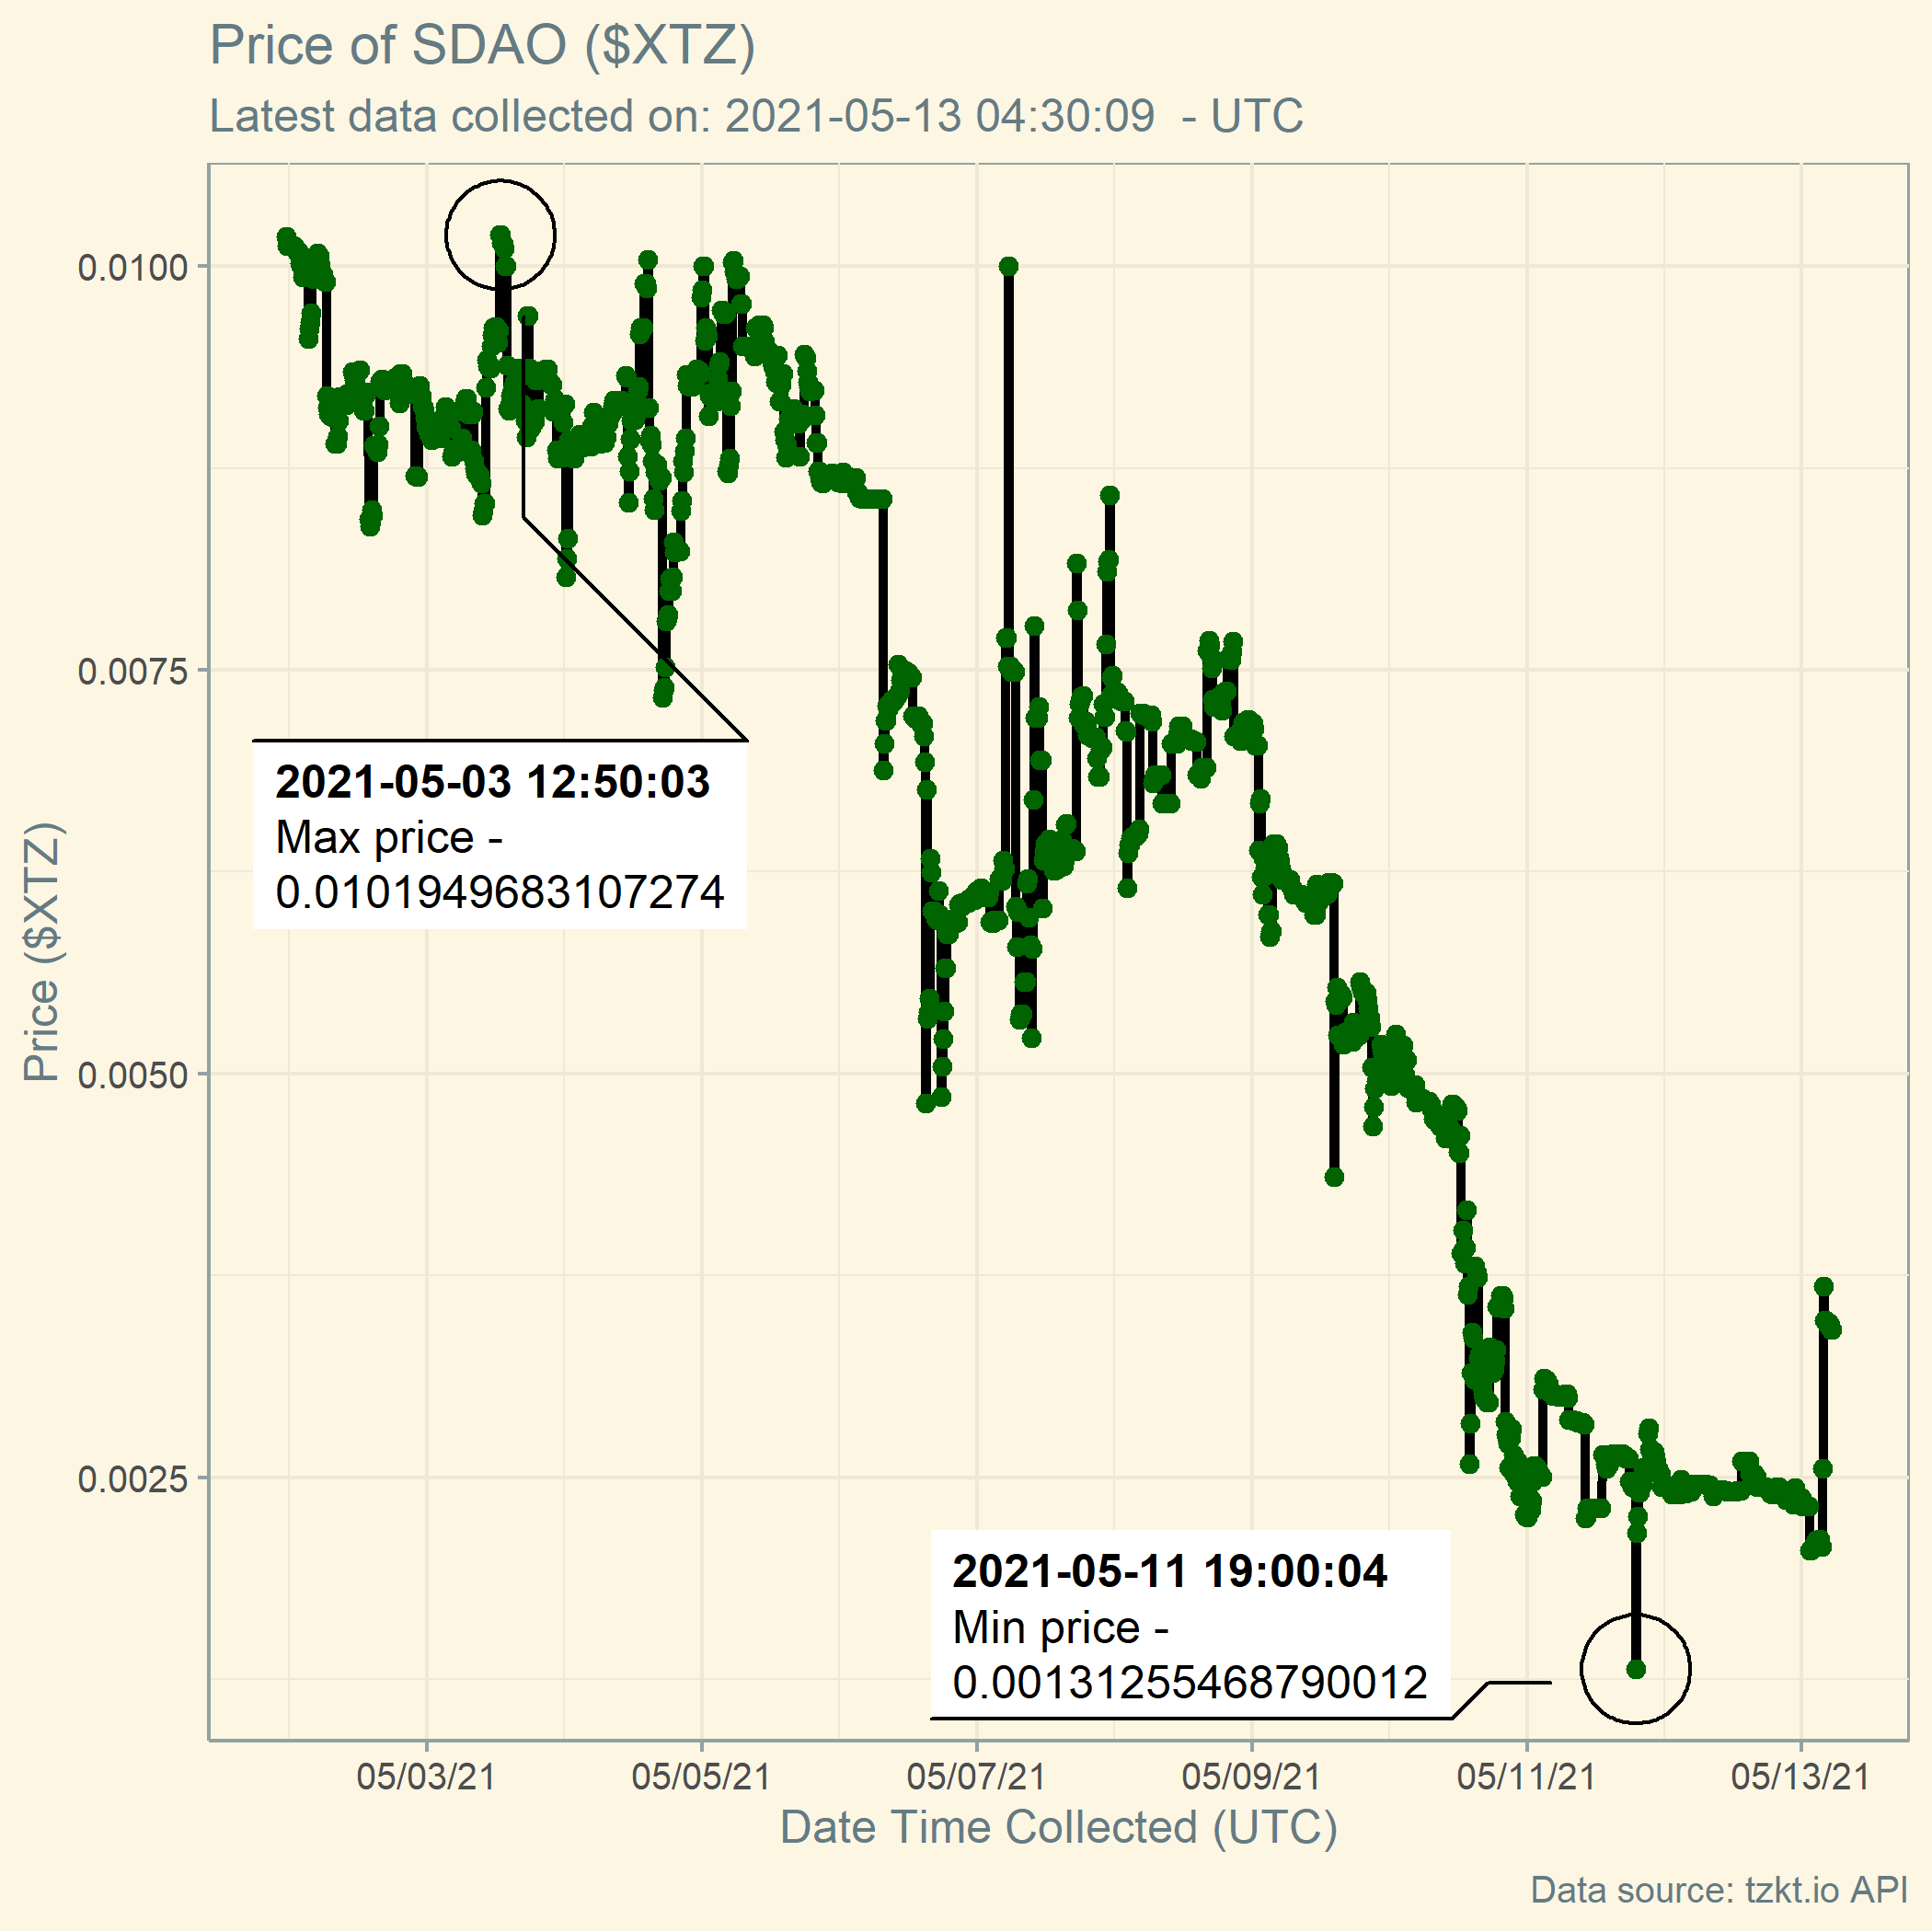 Price of SDAO ($XTZ)
Latest data collected on: 2021-05-13 04:30:09  - UTC
Price ($XTZ)
0.0100
0.0075
0.0050
0.0025
2021-05-03 12:50:03
Max price -
0.0101949683107274
2021-05-11 19:00:04
Min price -
0.00131255468790012
05/03/21
05/05/21
05/07/21
05/09/21
05/11/21
05/13/21
Date Time Collected (UTC)
Data source: tzkt.io API